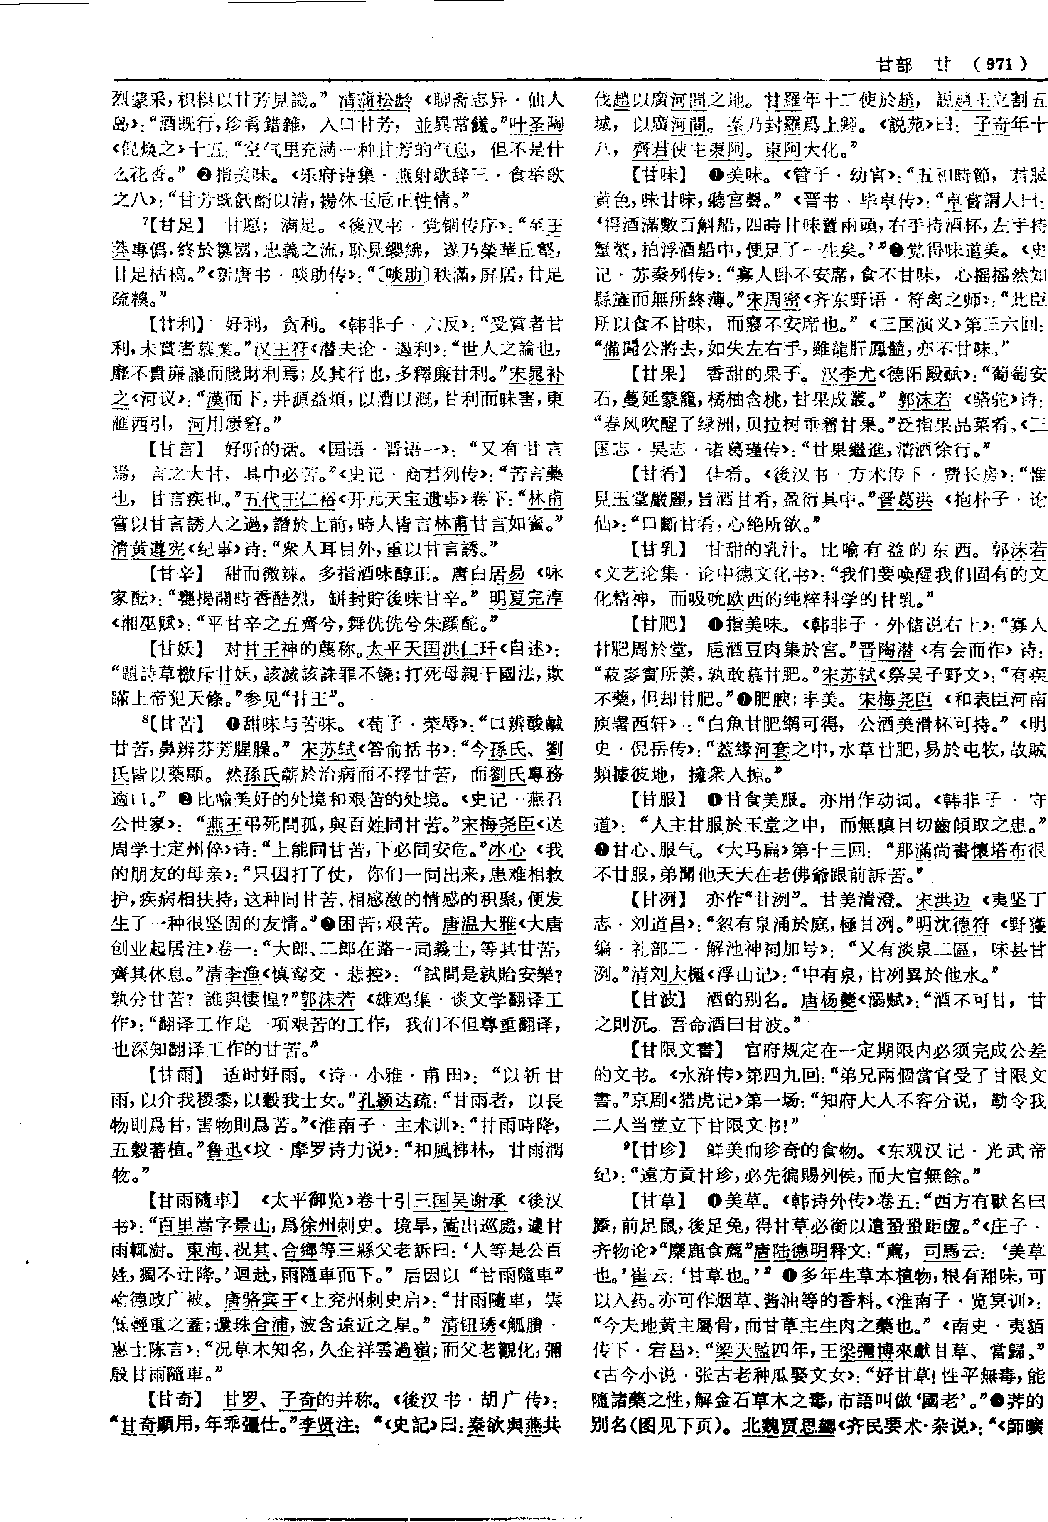 甘部　甘　（971）
烈蒙采，积极以甘芳見識。”清蒲松龄《聊斋志异·仙人
岛》：“酒既行，珍肴錯雜，入口甘芳，並異常饈。”叶圣陶
《倪焕之》十五：“空气里充满一种甘芳的气息，但不是什
么花香。”❷指美味。《乐府诗集·燕射歌辞三·食举歌
之八》：“甘芳既飫醑以清，揚休玉卮正性情。”
⁷【甘足】　甘愿；满足。《後汉书·党锢传序》：“至王
莽專僞，終於篡國，忠義之流，恥見纓紼，遂乃榮華丘壑，
甘足枯槁。”《新唐书·啖助传》：“〔啖助〕秩滿，屏居，甘足
疏糗。”
【甘利】　好利，贪利。《韩非子·六反》：“受賞者甘
利，未賞者慕業。”汉王符《潜夫论·遏利》：“世人之論也，
靡不貴廉讓而賤財利焉；及其行也，多釋廉甘利。”宋晁补
之《河议》：“漢而下，井源益煩，以漕以溉，甘利而昧害，東
匯西引，河用廢窮。”
【甘言】　好听的话。《国语·晋语一》：“又有甘言
焉，言之大甘，其中必苦。”《史记·商君列传》：“苦言藥
也，甘言疾也。”五代王仁裕《开元天宝遗事》卷下：“林甫
嘗以甘言誘人之過，譖於上前，時人皆言林甫甘言如蜜。”
清黄遵宪《纪事》诗：“衆人耳目外，重以甘言誘。”
【甘辛】　甜而微辣。多指酒味醇正。唐白居易《咏
家醞》：“甕揭開時香酷烈，缾封貯後味甘辛。”明夏完淳
《湘巫赋》：“平甘辛之五齊兮，舞侁侁兮朱顔酡。”
【甘妖】　对甘王神的蔑称。太平天国洪仁玕《自述》：
“題詩草檄斥甘妖，該滅該誅罪不饒；打死母親干國法，欺
瞞上帝犯天條。”参见“甘王”。
⁸【甘苦】　❶甜味与苦味。《荀子·荣辱》：“口辨酸鹹
甘苦，鼻辨芬芳腥臊。”宋苏轼《答俞括书》：“今孫氏、劉
氏皆以藥顯。然孫氏蘄於治病而不擇甘苦，而劉氏專務
適口。”❷比喻美好的处境和艰苦的处境。《史记·燕召
公世家》：“燕王弔死問孤，與百姓同甘苦。”宋梅尧臣《送
周学士定州倅》诗：“上能同甘苦，下必同安危。”冰心《我
的朋友的母亲》：“只因打了仗，你们一同出来，患难相救
护，疾病相扶持；这种同甘苦、相感激的情感的积聚，便发
生了一种很坚固的友情。”❸困苦；艰苦。唐温大雅《大唐
创业起居注》卷一：“大郎、二郎在路一同義士，等其甘苦，
齊其休息。”清李渔《慎鸾交·悲控》：“試問是孰貽安樂？
孰分甘苦？誰與悽惶？”郭沫若《雄鸡集·谈文学翻译工
作》：“翻译工作是一项艰苦的工作，我们不但尊重翻译，
也深知翻译工作的甘苦。”
【甘雨】　适时好雨。《诗·小雅·甫田》：“以祈甘
雨，以介我稷黍，以穀我士女。”孔颖达疏：“甘雨者，以長
物則爲甘，害物則爲苦。”《淮南子·主术训》：“甘雨時降，
五穀蕃植。”鲁迅《坟·摩罗诗力说》：“和風拂林，甘雨潤
物。”
【甘雨隨車】　《太平御览》卷十引三国吴谢承《後汉
书》：“百里嵩字景山，爲徐州刺史。境旱，嵩出巡處，遽甘
雨輒澍。東海、祝其、合鄉等三縣父老訴曰：‘人等是公百
姓，獨不迂降。’迴赴，雨隨車而下。”后因以“甘雨隨車”
喻德政广被。唐骆宾王《上兖州刺史启》：“甘雨隨車，雲
低輕重之蓋；還珠合浦，波含遠近之星。”清钮琇《觚賸·
惠士陈言》：“况草木知名，久企祥雲過嶺；而父老觀化，彌
殷甘雨隨車。”
【甘奇】　甘罗、子奇的并称。《後汉书·胡广传》：
“甘奇顯用，年乖彊仕。”李贤注：“《史記》曰：秦欲與燕共
伐趙以廣河間之地。甘羅年十二使於趙，説趙王立割五
城，以廣河間。秦乃封羅爲上卿。《説苑》曰：子奇年十
八，齊君使主東阿。東阿大化。”
【甘味】　❶美味。《管子·幼官》：“五和時節，君服
黄色，味甘味，聽宫聲。”《晋书·毕卓传》：“卓嘗謂人曰：
‘得酒滿數百斛船，四時甘味置兩頭，右手持酒杯，左手持
蟹螯，拍浮酒船中，便足了一生矣。’”❷觉得味道美。《史
记·苏秦列传》：“寡人卧不安席，食不甘味，心摇摇然如
縣旌而無所終薄。”宋周密《齐东野语·符离之师》：“此臣
所以食不甘味，而寢不安席也。”《三国演义》第三六回：
“備聞公將去，如失左右手，雖龍肝鳳髓，亦不甘味。”
【甘果】　香甜的果子。汉李尤《德阳殿赋》：“葡萄安
石，蔓延蒙籠，橘柚含桃，甘果成叢。”郭沫若《骆驼》诗：
“春风吹醒了绿洲，贝拉树垂着甘果。”泛指果品菜肴。《三
国志·吴志·诸葛瑾传》：“甘果繼進，清酒徐行。”
【甘肴】　佳肴。《後汉书·方术传下·费长房》：“惟
見玉堂嚴麗，旨酒甘肴，盈衍其中。”晋葛洪《抱朴子·论
仙》：“口斷甘肴，心絶所欲。”
【甘乳】　甘甜的乳汁。比喻有益的东西。郭沫若
《文艺论集·论中德文化书》：“我们要唤醒我们固有的文
化精神，而吸吮欧西的纯粹科学的甘乳。”
【甘肥】　❶指美味。《韩非子·外储说右上》：“寡人
甘肥周於堂，卮酒豆肉集於宫。”晋陶潜《有会而作》诗：
“菽麥實所羨，孰敢慕甘肥。”宋苏轼《祭吴子野文》：“有疾
不藥，但却甘肥。”❷肥腴；丰美。宋梅尧臣《和表臣河南
廨署西轩》：“白魚甘肥網可得，公酒美滑杯可持。”《明
史·倪岳传》：“蓋緣河套之中，水草甘肥，易於屯牧，故賊
頻據彼地，擁衆入掠。”
【甘服】　❶甘食美服。亦用作动词。《韩非子·守
道》：“人主甘服於玉堂之中，而無瞋目切齒傾取之患。”
❷甘心、服气。《大马扁》第十三回：“那滿尚書懷塔布很
不甘服，弟聞他天天在老佛爺跟前訴苦。”
【甘冽】　亦作“甘洌”。甘美清澄。宋洪迈《夷坚丁
志·刘道昌》：“忽有泉涌於庭，極甘冽。”明沈德符《野獲
编·礼部二·解池神祠加号》：“又有淡泉二區，味甚甘
洌。”清刘大櫆《浮山记》：“中有泉，甘冽異於他水。”
【甘波】　酒的别名。唐杨夔《溺赋》：“酒不可甘，甘
之則沉。吾命酒曰甘波。”
【甘限文書】　官府规定在一定期限内必须完成公差
的文书。《水浒传》第四九回：“弟兄兩個當官受了甘限文
書。”京剧《猎虎记》第一场：“知府大人不容分说，勒令我
二人当堂立下甘限文书！”
⁹【甘珍】　鲜美而珍奇的食物。《东观汉记·光武帝
纪》：“遠方貢甘珍，必先徧賜列侯，而大官無餘。”
【甘草】　❶美草。《韩诗外传》卷五：“西方有獸名曰
蟨，前足鼠，後足兔，得甘草必銜以遺蛩蛩距虚。”《庄子·
齐物论》“麋鹿食薦”唐陆德明释文：“薦，司馬云：‘美草
也。’崔云：‘甘草也。’”❷多年生草本植物，根有甜味，可
以入药。亦可作烟草、酱油等的香料。《淮南子·览冥训》：
“今夫地黄主屬骨，而甘草主生肉之藥也。”《南史·夷貊
传下·宕昌》：“梁天監四年，王梁彌博來獻甘草、當歸。”
《古今小说·张古老种瓜娶文女》：“好甘草！性平無毒，能
隨諸藥之性，解金石草木之毒，市語叫做‘國老’。”❸荠的
别名（图见下页）。北魏贾思勰《齐民要术·杂说》：“《師曠